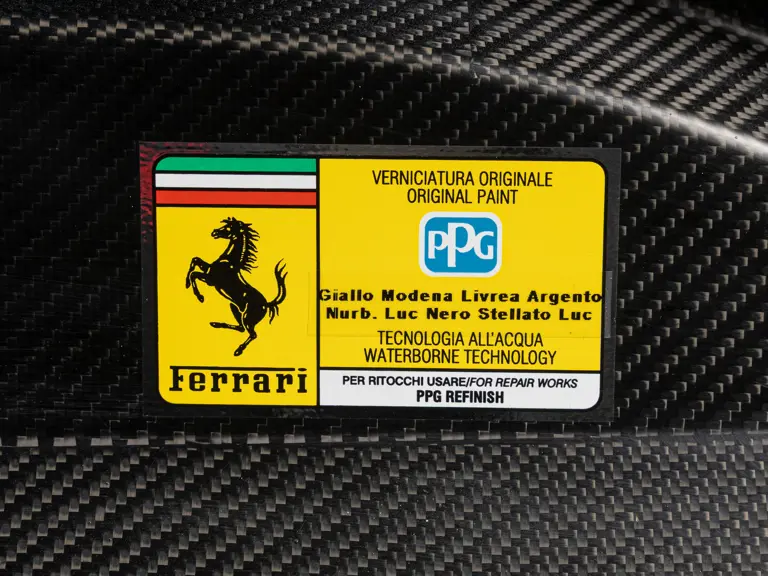 Ferrari
VERNICIATURA ORIGINALE
ORIGINAL PAINT
PPG
Giallo Modena Livrea Argento
Nurb. Luc Nero Stellato Luc
TECNOLOGIA ALL'ACQUA
WATERBORNE TECHNOLOGY
PER RITOCCHI USARE/FOR REPAIR WORKS
PPG REFINISH